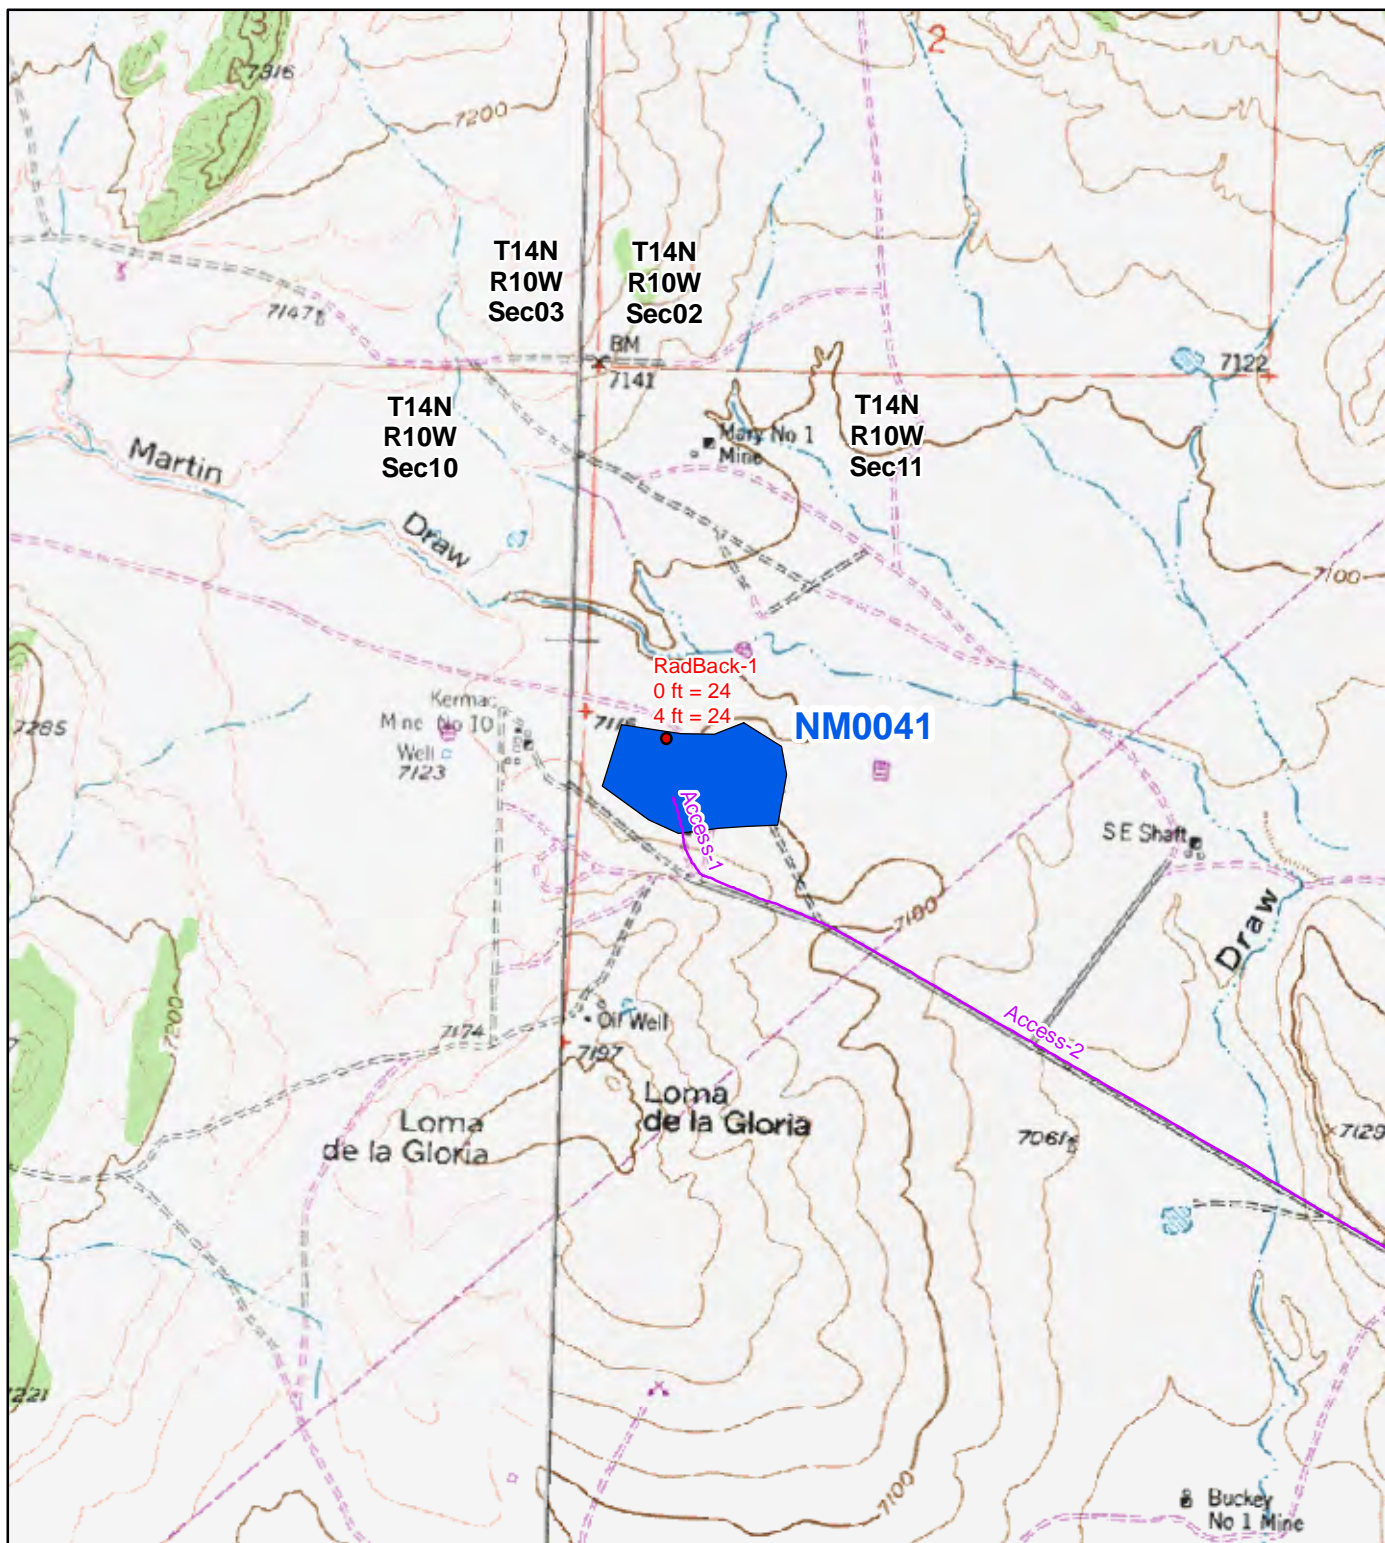 3
7316
2
7200
T14N
R10W
Sec03
T14N
R10W
Sec02
7147
BM
7141
7122
T14N
R10W
Sec10
T14N
R10W
Sec11
Mary No 1
Mine
Martin
Draw
7100
RadBack-1
0 ft = 24
4 ft = 24
NM0041
7285
Kermac
Mine No 10
Well
7123
Access-1
S E Shaft
7100
Draw
7200
7174
Oil Well
7197
Access-2
Loma
de la Gloria
Loma
de la Gloria
7061
7129
7221
7100
Buckey
No 1 Mine